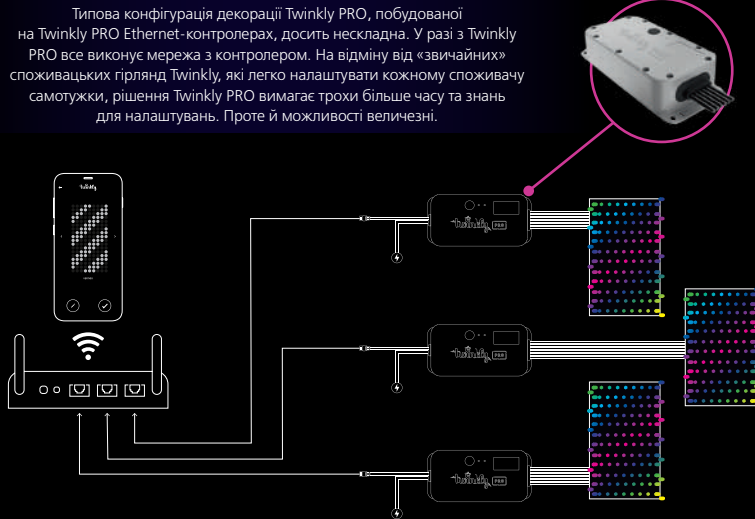 Типова конфігурація декорації Twinkly PRO, побудованої
на Twinkly PRO Ethernet-контролерах, досить нескладна. У разі з Twinkly
PRO все виконує мережа з контролером. На відміну від «звичайних»
споживацьких гірлянд Twinkly, які легко налаштувати кожному споживачу
самотужки, рішення Twinkly PRO вимагає трохи більше часу та знань
для налаштувань. Проте й можливості величезні.
twinkly
twinkly PRO
twinkly PRO
twinkly PRO